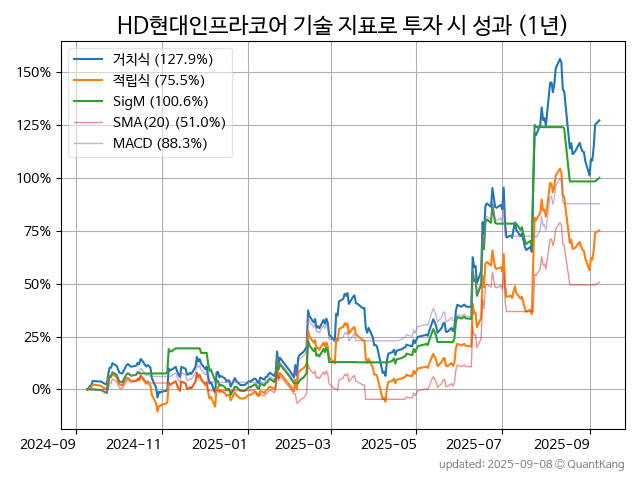 HD현대인프라코어 기술 지표로 투자 시 성과 (1년)
거치식 (127.9%)
적립식 (75.5%)
SigM (100.6%)
SMA(20) (51.0%)
MACD (88.3%)
150%
125%
100%
75%
50%
25%
0%
2024-09 2024-11 2025-01 2025-03 2025-05 2025-07 2025-09
updated: 2025-09-08 © QuantKang